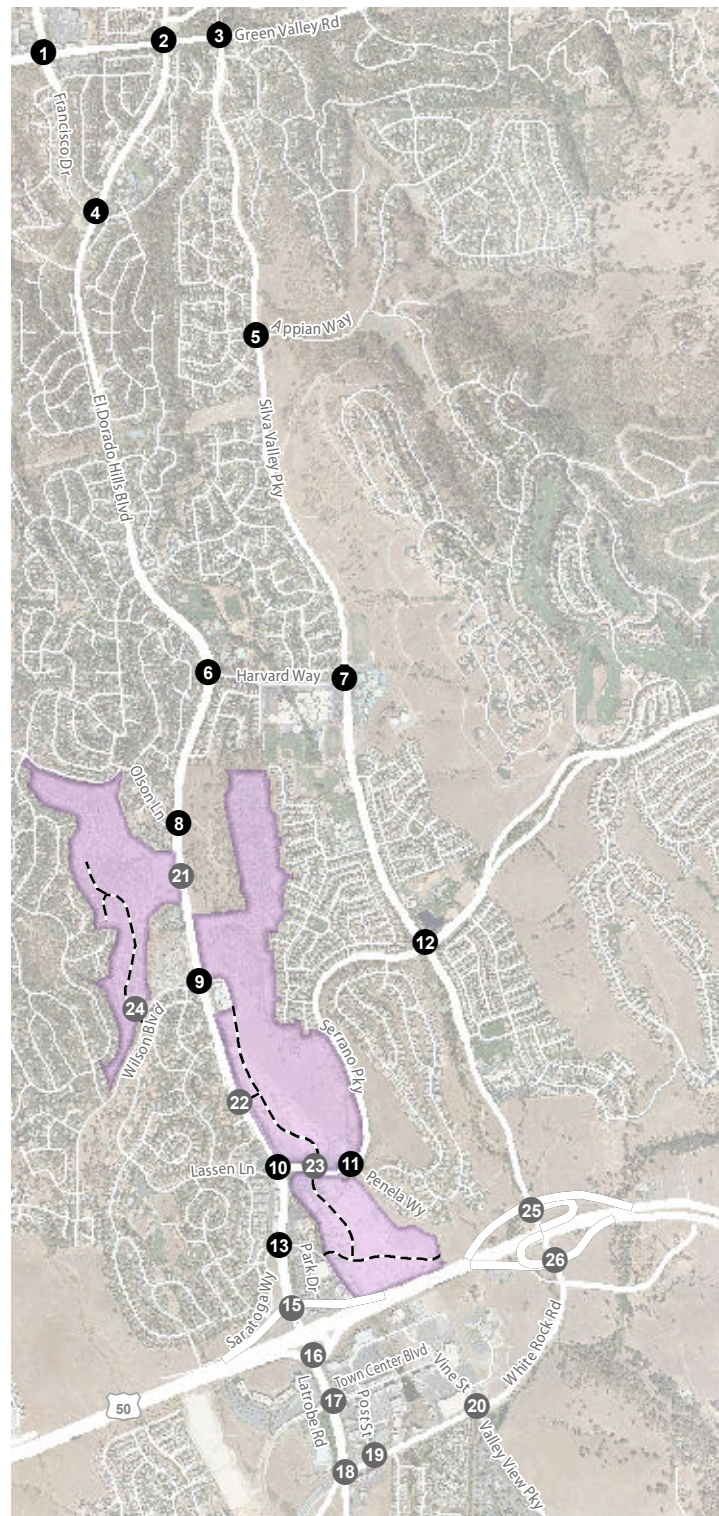 1
2
3
Green Valley Rd
Francisco Dr
4
5
Appian Way
El Dorado Hills Blvd
Silva Valley Pky
6
Harvard Way
7
Olson Ln
8
21
12
9
24
Wilson Blvd
Serrano Pky
22
Lassen Ln
10
23
11
Penela Wy
25
13
Park Dr
26
Saratoga Wy
15
16
Town Center Blvd
Vine St
White Rock Rd
50
Latrobe Rd
17
Post St
20
Valley View Pky
18
19